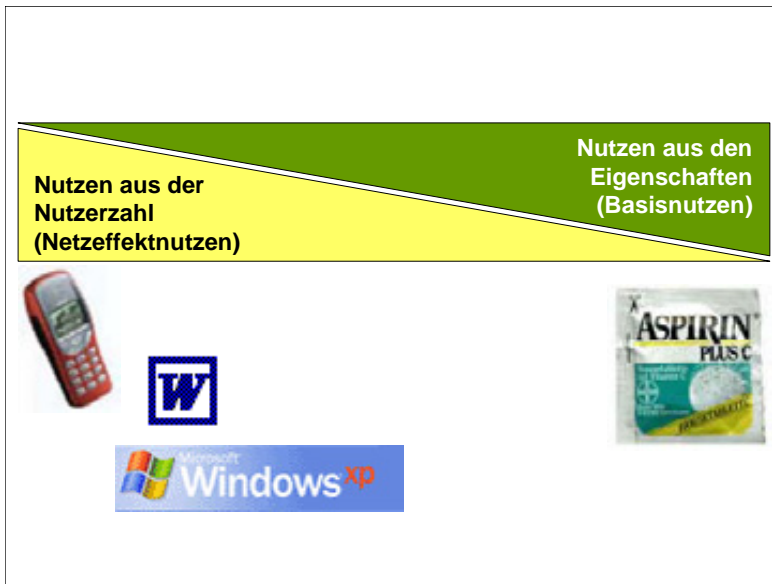 Nutzen aus den
Eigenschaften
(Basisnutzen)
Nutzen aus der
Nutzerzahl
(Netzeffektnutzen)
W
Microsoft
Windows xp
ASPIRIN
PLUS C